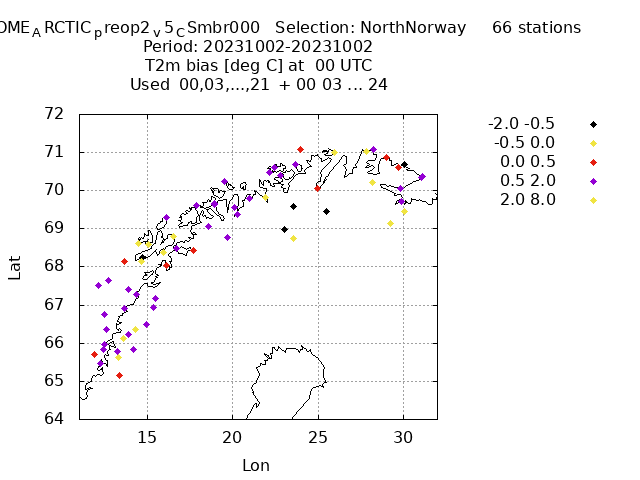 OME A RCTIC p reop2 v 5 C Smbr000 Selection: NorthNorway 66 stations
Period: 20231002-20231002
T2m bias [deg C] at 00 UTC
Used 00,03,...,21 + 00 03 ... 24
72
71
70
69
68
67
66
65
64
15 20 25 30
Lat
Lon
-2.0 -0.5
-0.5 0.0
0.0 0.5
0.5 2.0
2.0 8.0